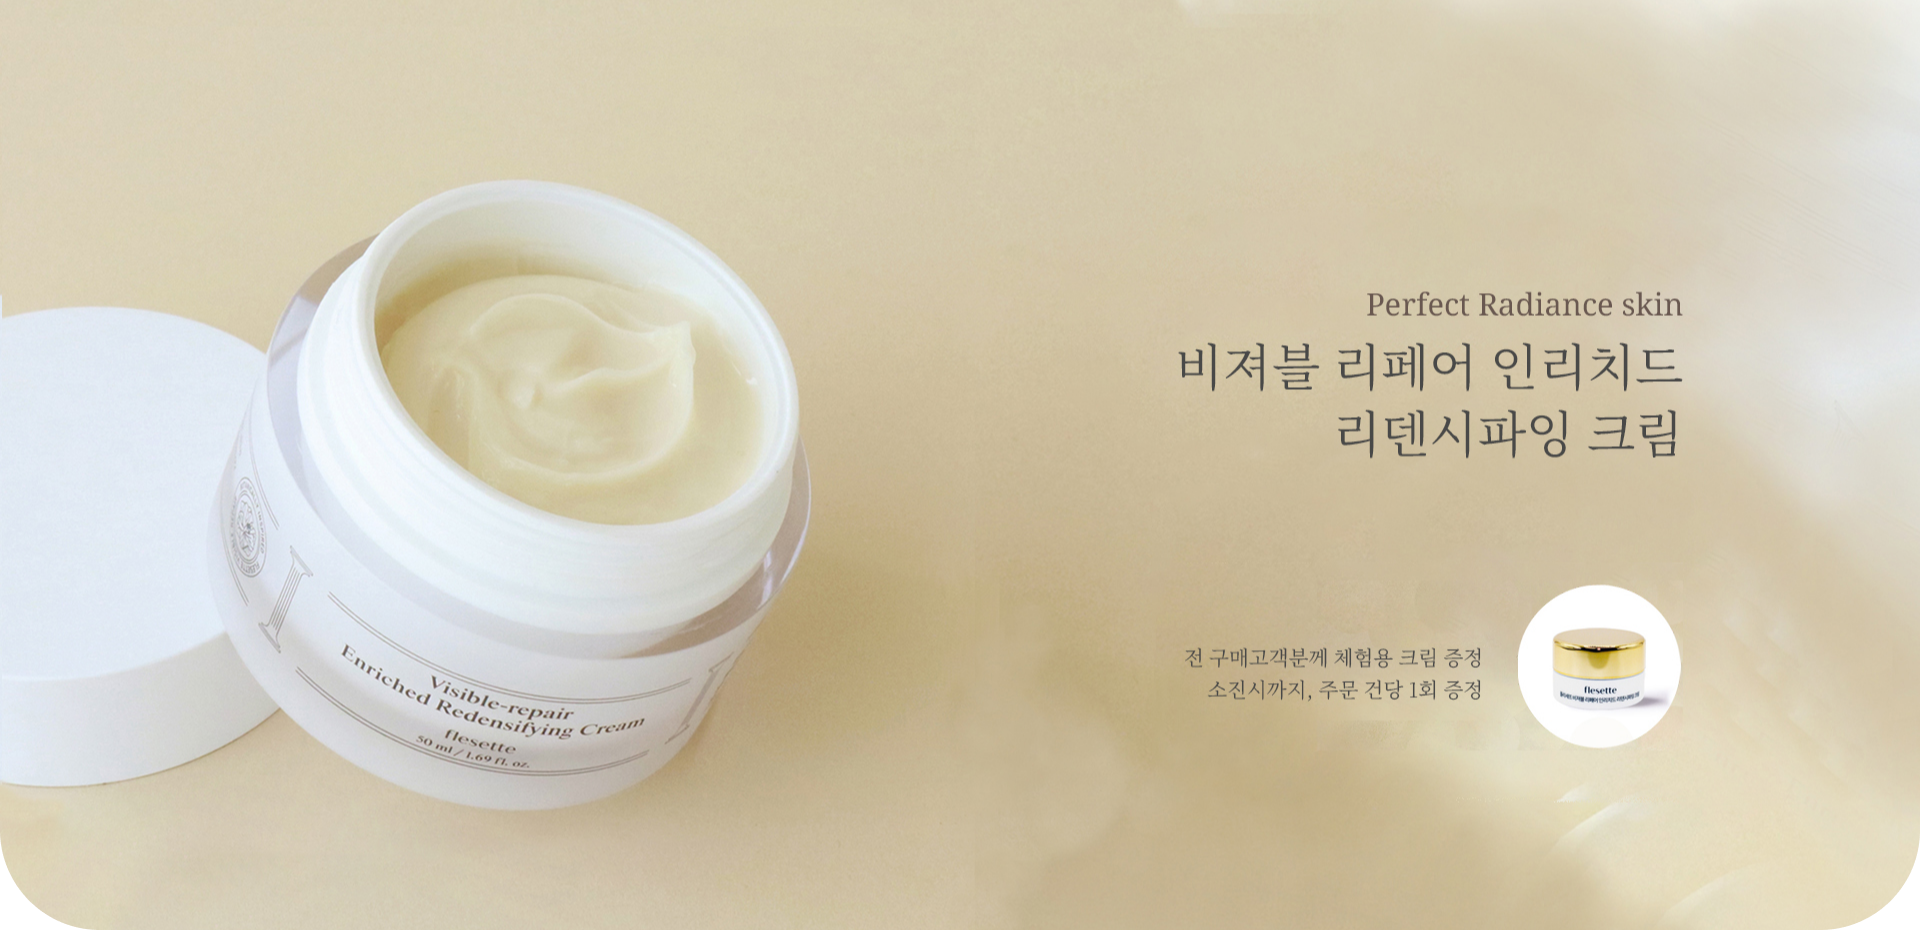 Perfect Radiance skin
비져블 리페어 인리치드
리덴시파잉 크림
전 구매고객분께 체험용 크림 증정
소진시까지, 주문 건당 1회 증정
Visible-repair
Enriched Redensifying Cream
flesette
50 ml / 1.69 fl. oz.
flesette